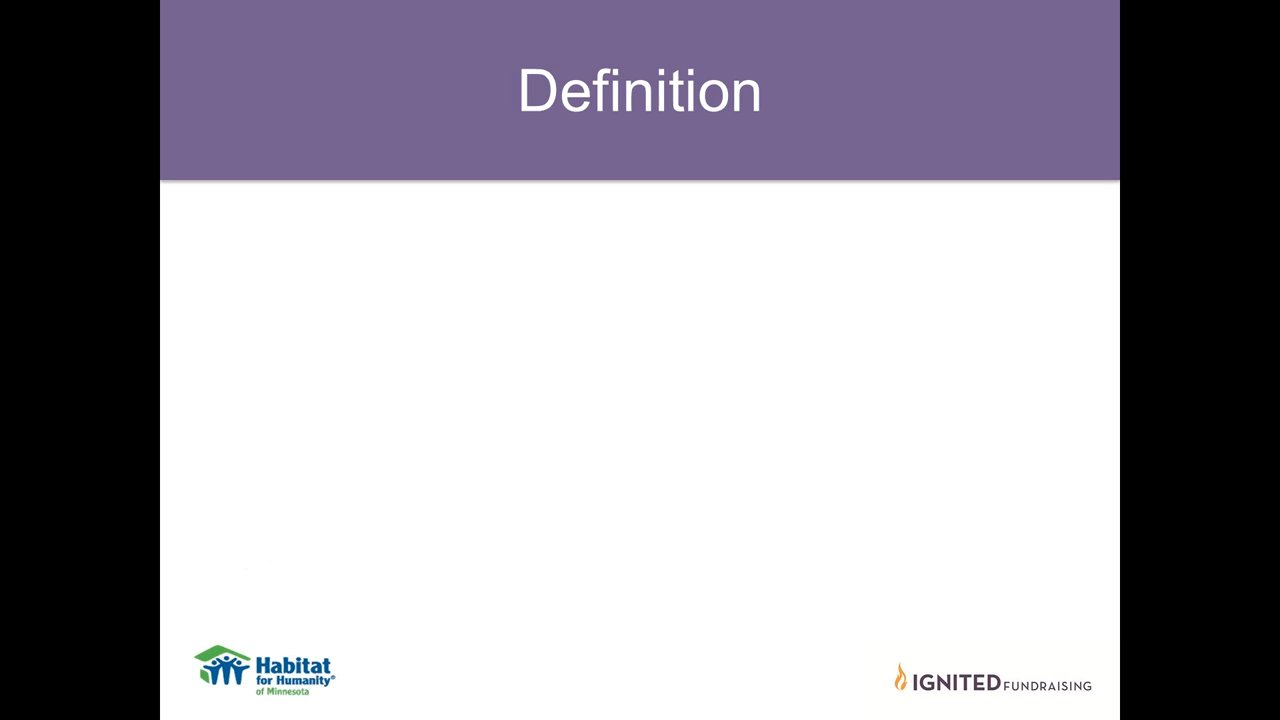 Definition
Habitat
for Humanity®
of Minnesota
IGNITED FUNDRAISING